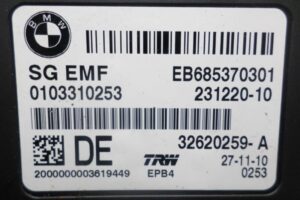 BMW
SG EMF EB685370301
0103310253 231220-10
DE 32620259- A
TRW 27-11-10
2000000003619449 EPB4 0253